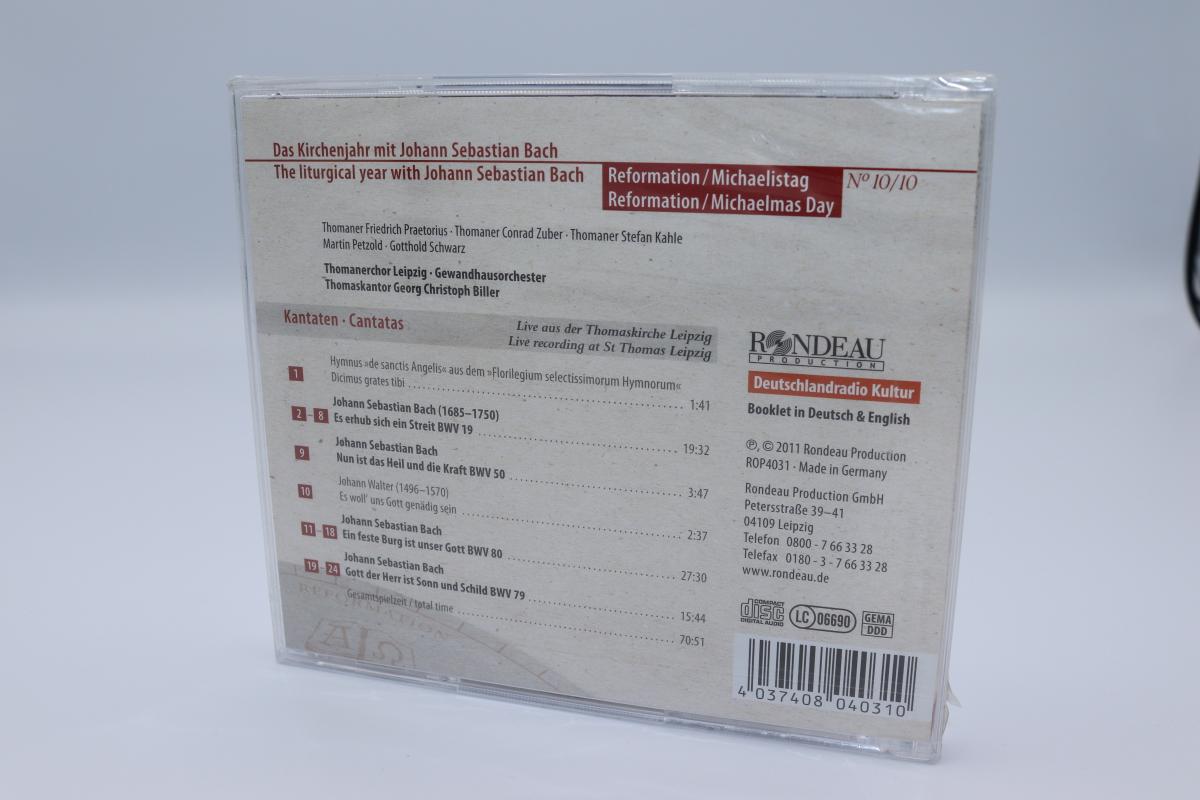 Das Kirchenjahr mit Johann Sebastian Bach
The liturgical year with Johann Sebastian Bach
Reformation / Michaelistag
Reformation / Michaelmas Day
Nº 10/10
Thomaner Friedrich Praetorius · Thomaner Conrad Zuber · Thomaner Stefan Kahle
Martin Petzold · Gotthold Schwarz
Thomanerchor Leipzig · Gewandhausorchester
Thomaskantor Georg Christoph Biller
Kantaten · Cantatas
Live aus der Thomaskirche Leipzig
Live recording at St Thomas Leipzig
1 Hymnus »de sanctis Angelis« aus dem »Florilegium selectissimorum Hymnorum«
Dicimus grates tibi 1:41
2 – 8 Johann Sebastian Bach (1685–1750)
Es erhub sich ein Streit BWV 19 19:32
9 Johann Sebastian Bach
Nun ist das Heil und die Kraft BWV 50 3:47
10 Johann Walter (1496–1570)
Es woll' uns Gott genädig sein 2:37
11 – 18 Johann Sebastian Bach
Ein feste Burg ist unser Gott BWV 80 27:30
19 – 24 Johann Sebastian Bach
Gott der Herr ist Sonn und Schild BWV 79 15:44
Gesamtspielzeit / total time 70:51
REFORMATION
A I Ω
RONDEAU
PRODUCTION
Deutschlandradio Kultur
Booklet in Deutsch & English
℗, © 2011 Rondeau Production
ROP4031 · Made in Germany
Rondeau Production GmbH
Petersstraße 39–41
04109 Leipzig
Telefon 0800 - 7 66 33 28
Telefax 0180 - 3 - 7 66 33 28
www.rondeau.de
COMPACT
disc
DIGITAL AUDIO
LC 06690
GEMA
DDD
4 037408 040310